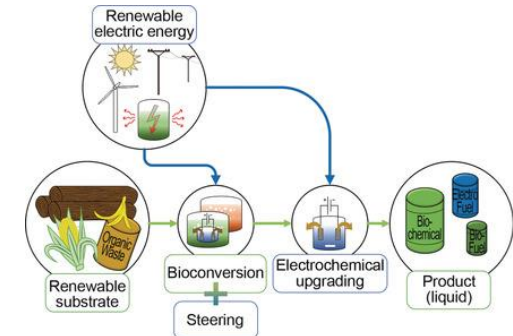 Renewable
electric energy
Organic
Waste
Renewable
substrate
Bioconversion
+
Steering
Electrochemical
upgrading
Bio-
chemical
Electro
Fuel
Bio-
Fuel
Product
(liquid)